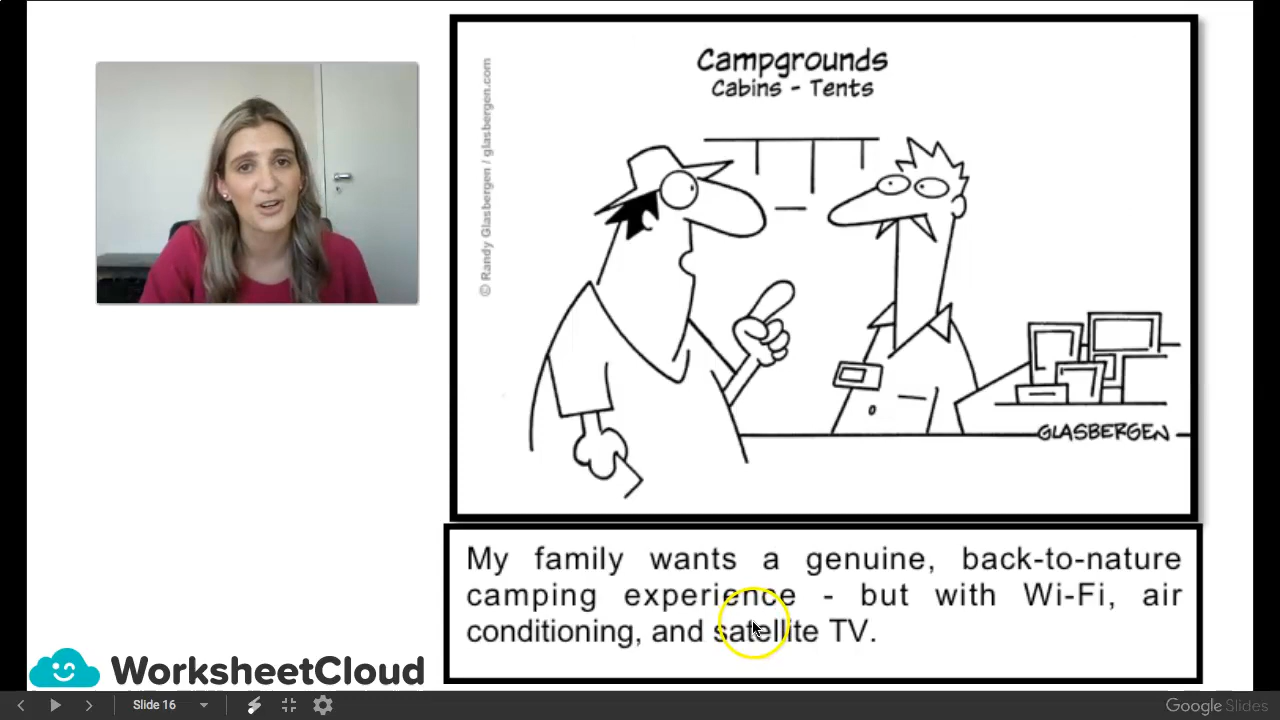 Campgrounds
Cabins - Tents
© Randy Glasbergen / glasbergen.com
GLASBERGEN
My family wants a genuine, back-to-nature
camping experience - but with Wi-Fi, air
conditioning, and satellite TV.
WorksheetCloud
Slide 16
Google Slides